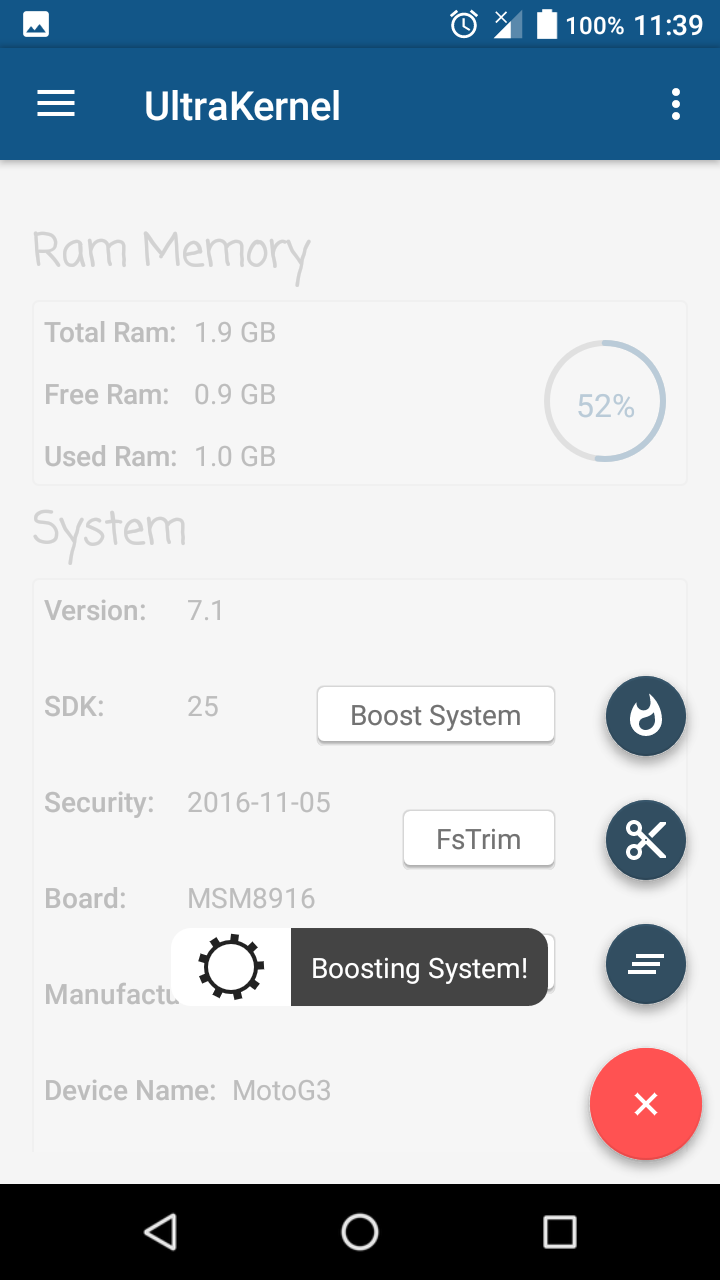 100% 11:39
UltraKernel
Ram Memory
Total Ram: 1.9 GB
Free Ram: 0.9 GB
52%
Used Ram: 1.0 GB
System
Version: 7.1
SDK: 25
Boost System
Security: 2016-11-05
FsTrim
Board: MSM8916
Boosting System!
Manufactu
Device Name: MotoG3